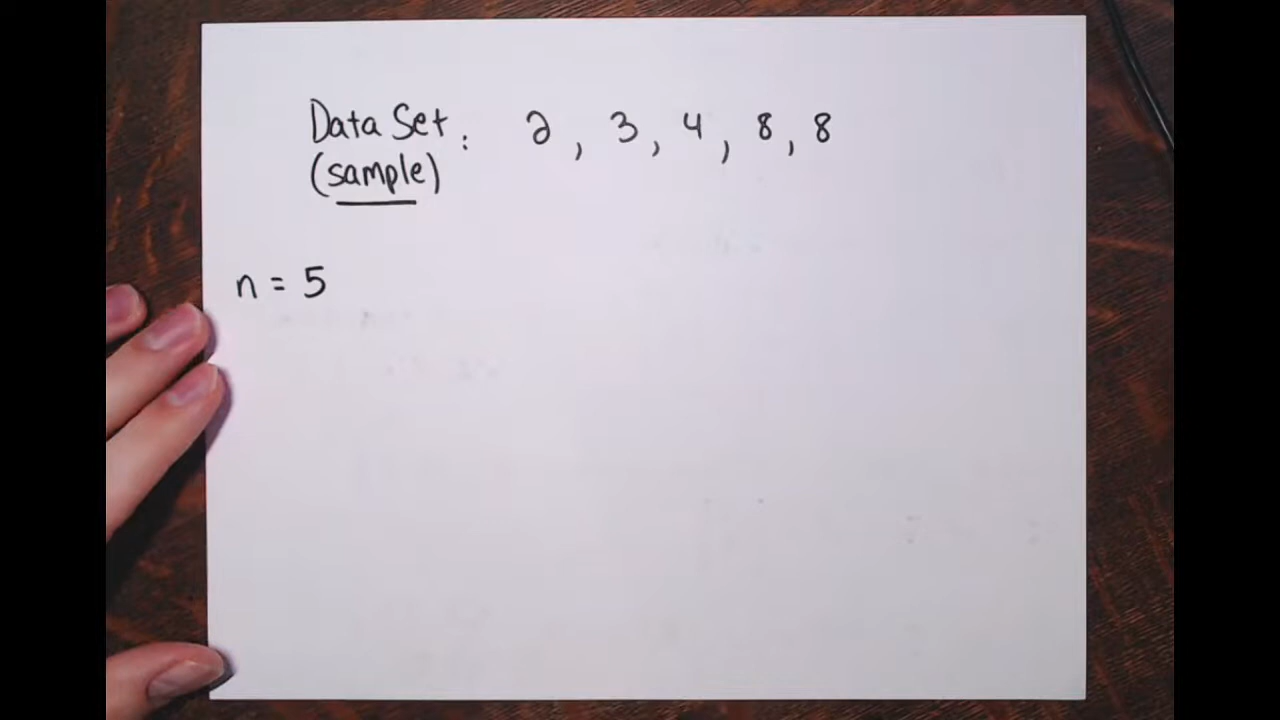 Data Set : 2 , 3 , 4 , 8 , 8
(sample)
n = 5